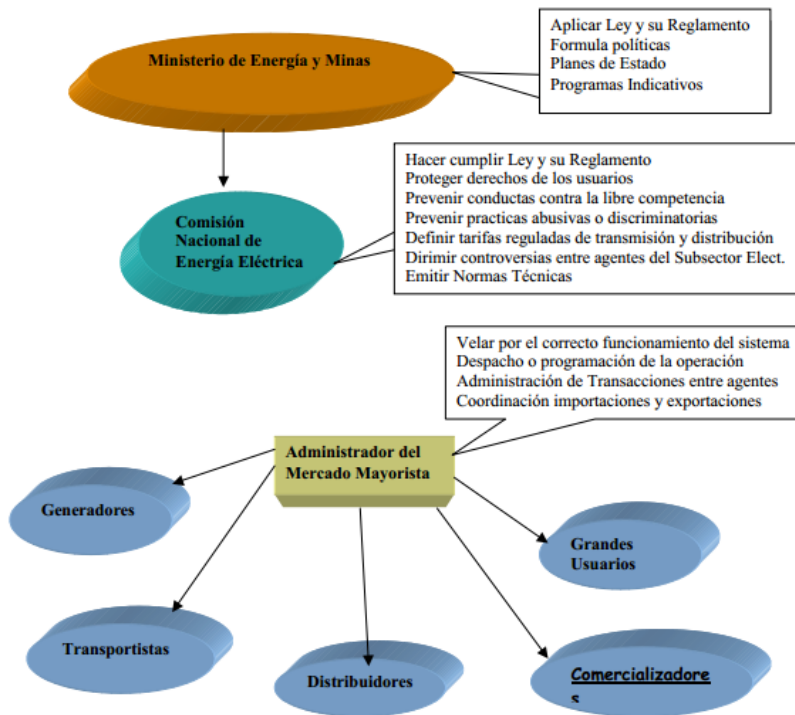 Aplicar Ley y su Reglamento
Formula políticas
Planes de Estado
Programas Indicativos
Ministerio de Energía y Minas
Hacer cumplir Ley y su Reglamento
Proteger derechos de los usuarios
Prevenir conductas contra la libre competencia
Prevenir practicas abusivas o discriminatorias
Definir tarifas reguladas de transmisión y distribución
Dirimir controversias entre agentes del Subsector Elect.
Emitir Normas Técnicas
Comisión
Nacional de
Energía Eléctrica
Velar por el correcto funcionamiento del sistema
Despacho o programación de la operación
Administración de Transacciones entre agentes
Coordinación importaciones y exportaciones
Administrador del
Mercado Mayorista
Generadores
Grandes
Usuarios
Transportistas
Distribuidores
Comercializadore
s